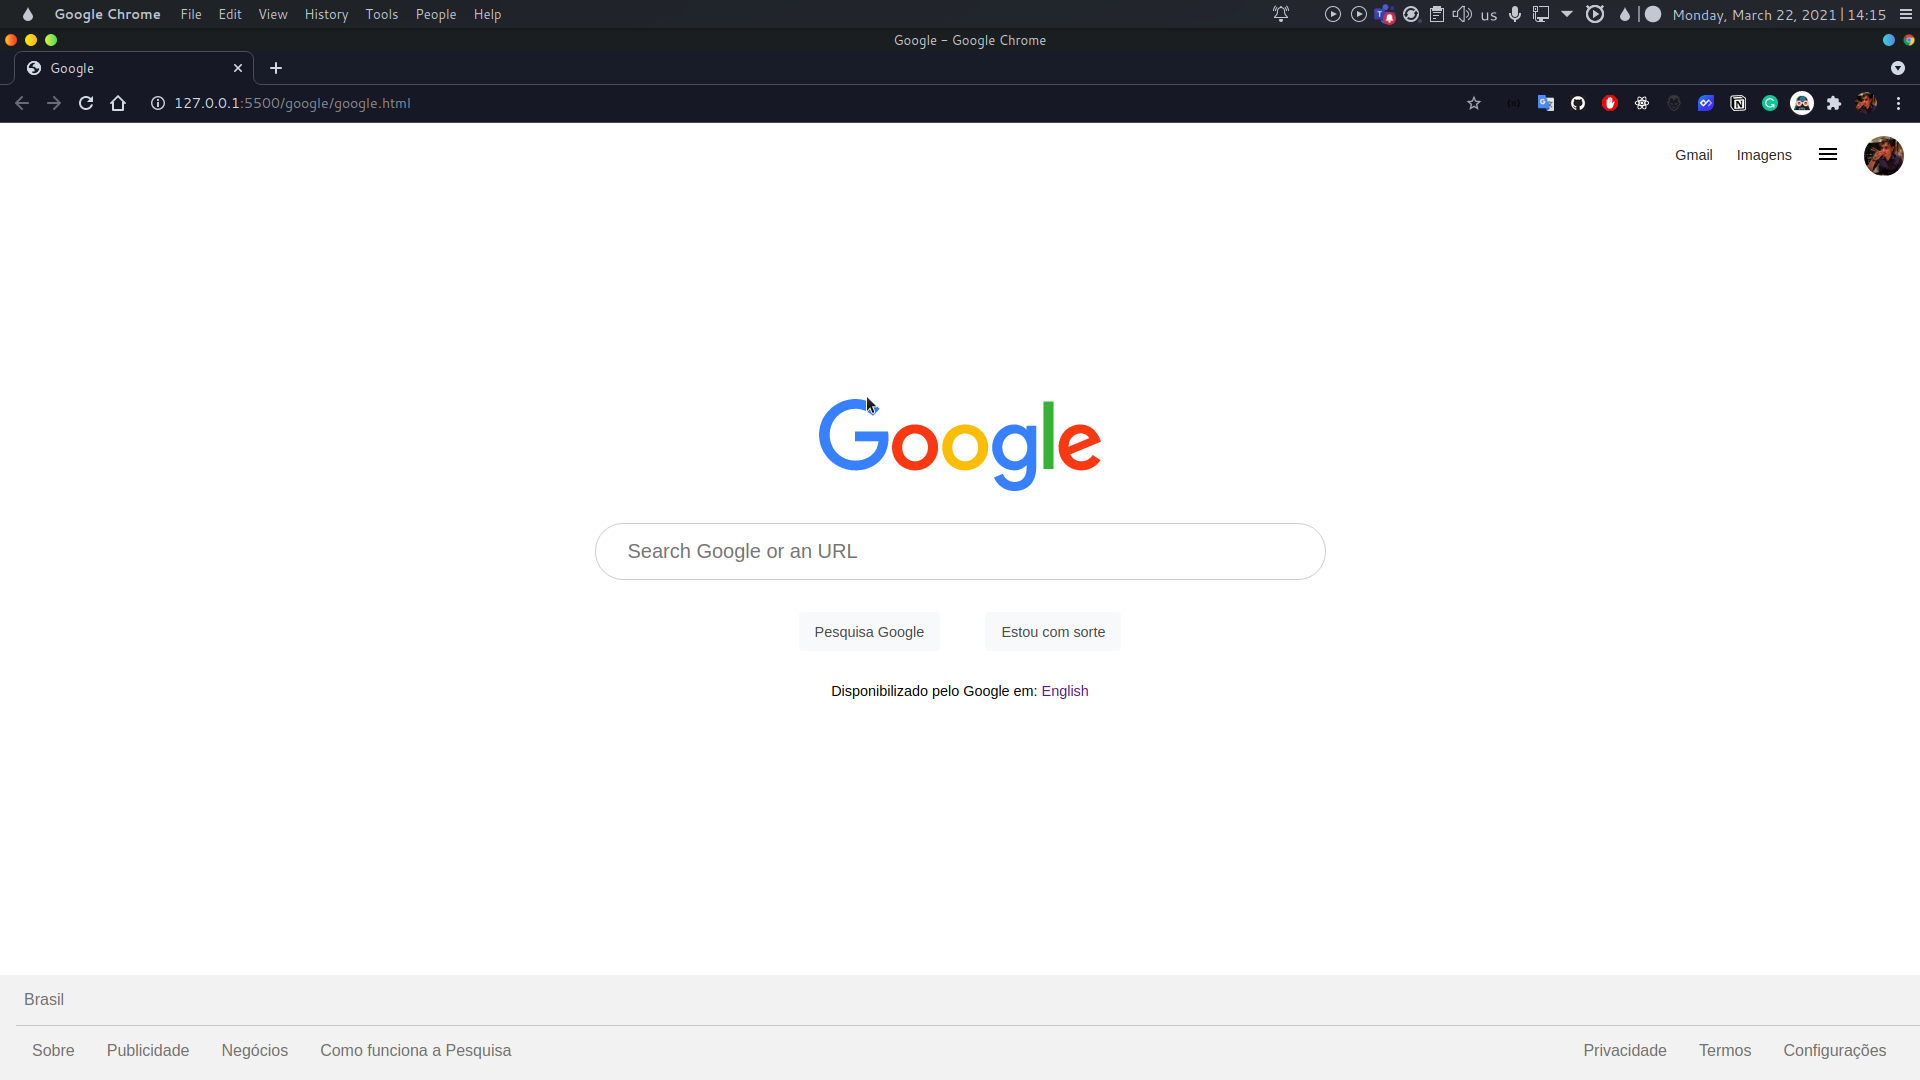 Google Chrome File Edit View History Tools People Help us Monday, March 22, 2021 | 14:15
Google - Google Chrome
Google
127.0.0.1:5500/google/google.html
Gmail Imagens
Google
Search Google or an URL
Pesquisa Google Estou com sorte
Disponibilizado pelo Google em: English
Brasil
Sobre Publicidade Negócios Como funciona a Pesquisa Privacidade Termos Configurações